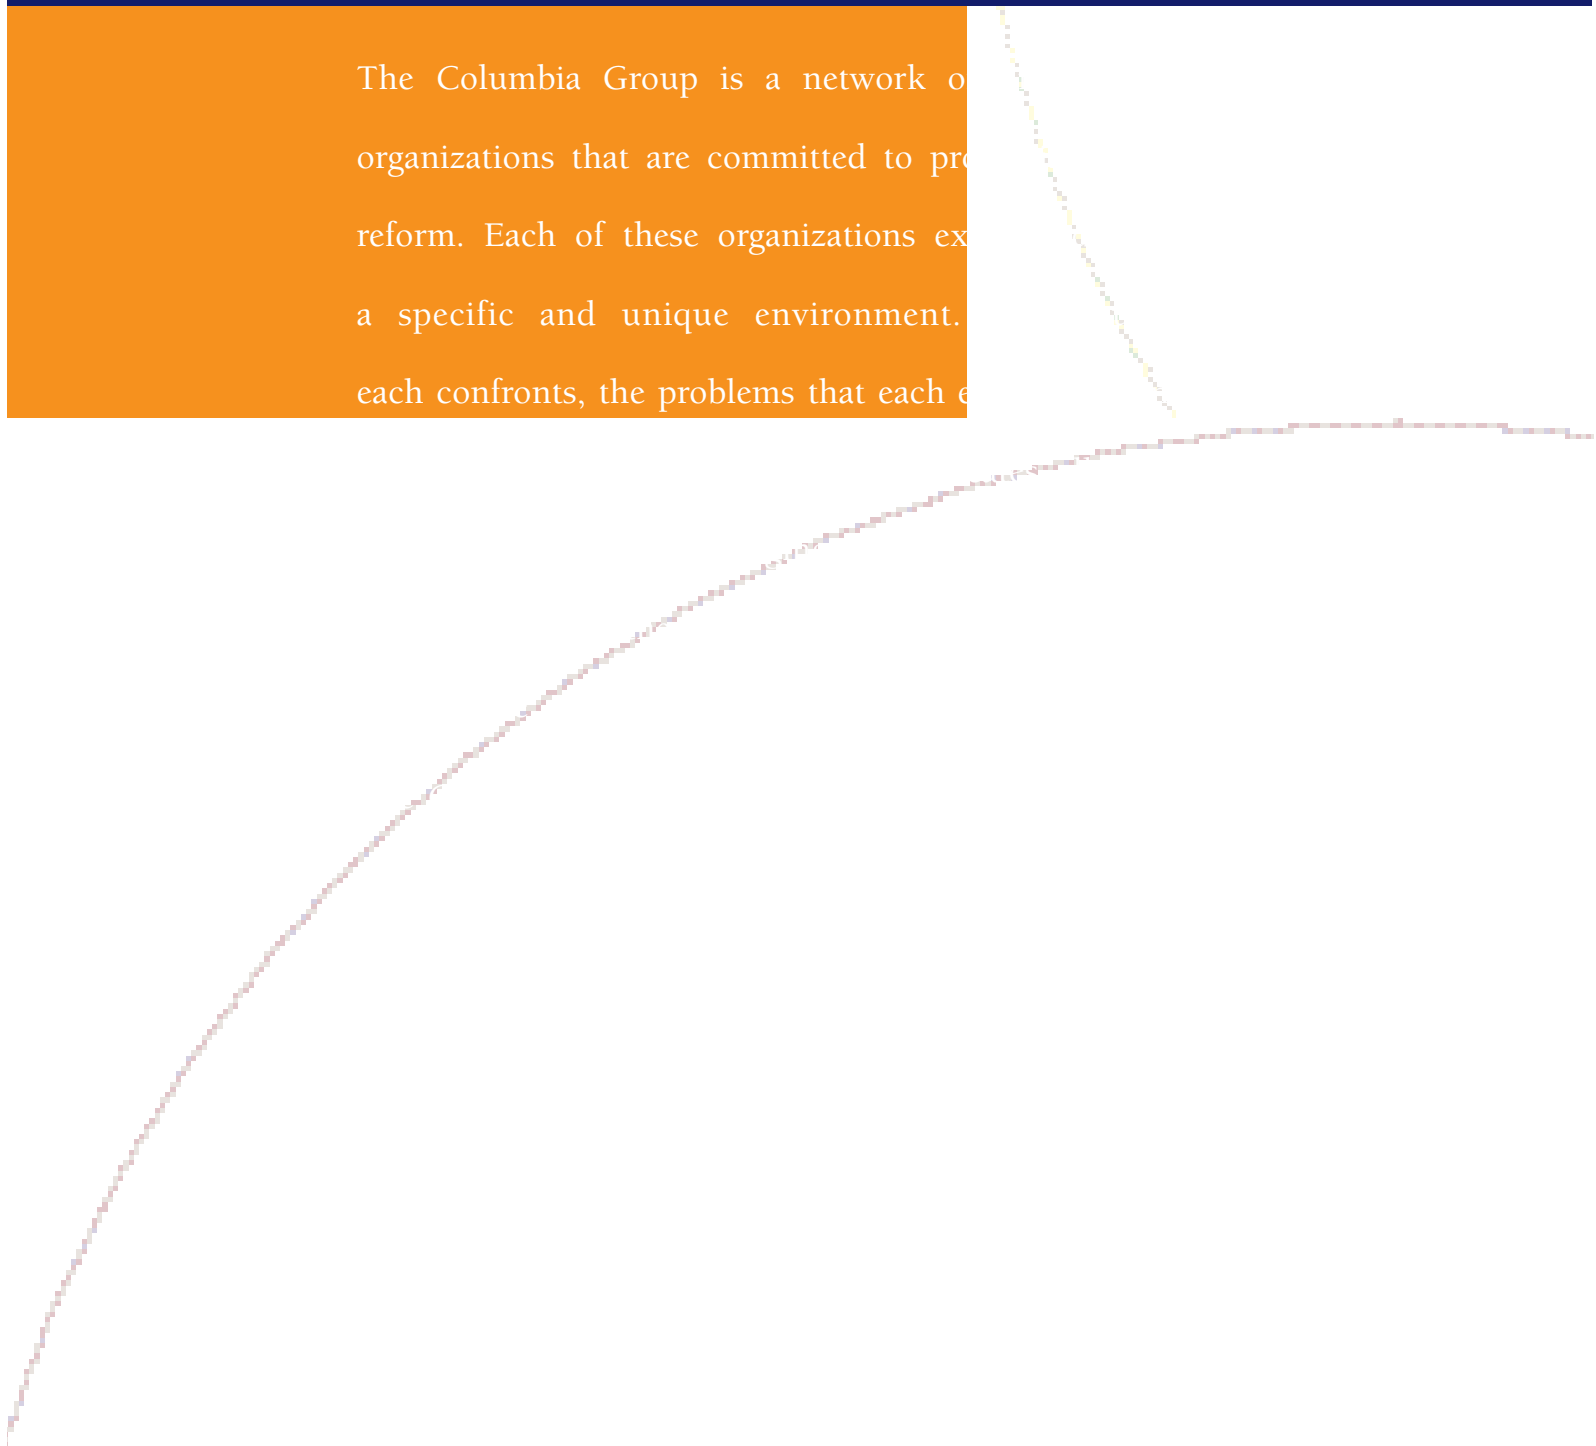 The Columbia Group is a network o
organizations that are committed to pro
reform. Each of these organizations ex
a specific and unique environment.
each confronts, the problems that each e